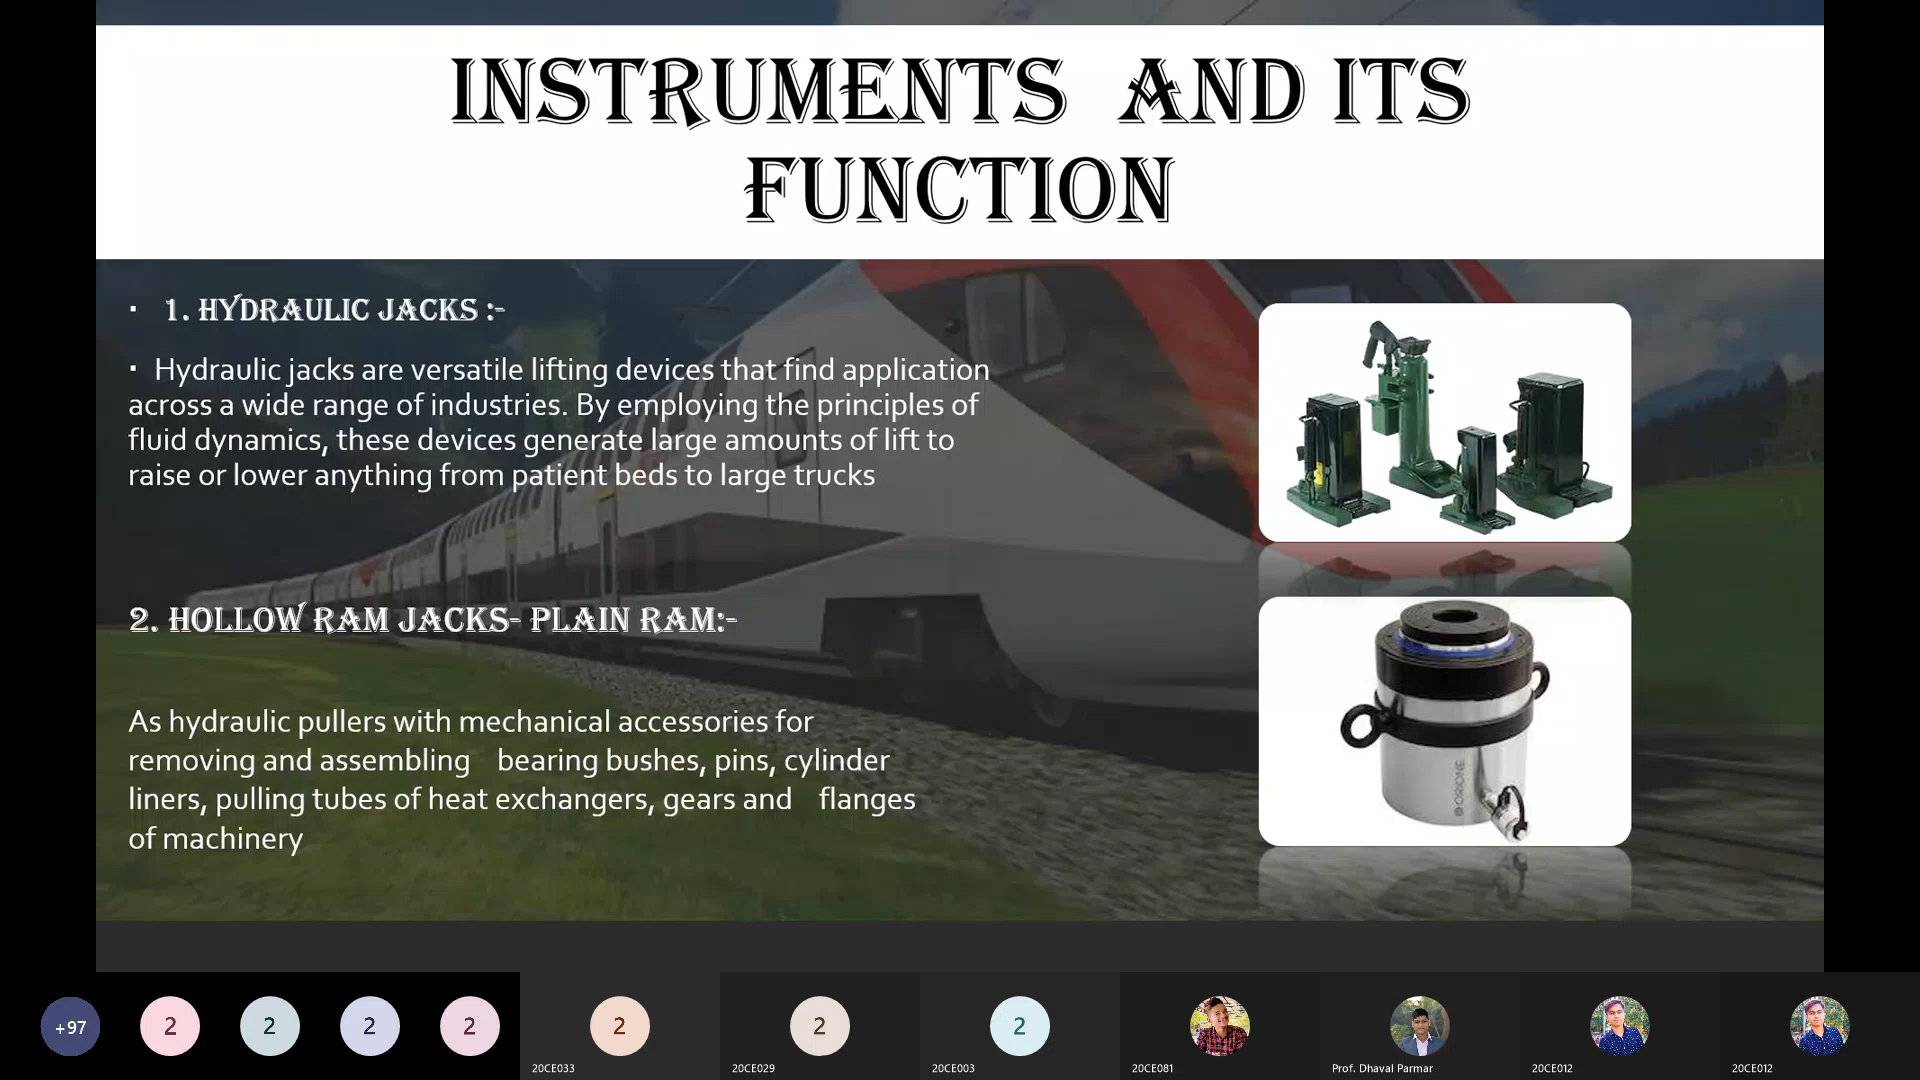 INSTRUMENTS AND ITS
FUNCTION
▪ 1. HYDRAULIC JACKS :-
▪ Hydraulic jacks are versatile lifting devices that find application
across a wide range of industries. By employing the principles of
fluid dynamics, these devices generate large amounts of lift to
raise or lower anything from patient beds to large trucks
2. HOLLOW RAM JACKS- PLAIN RAM:-
As hydraulic pullers with mechanical accessories for
removing and assembling bearing bushes, pins, cylinder
liners, pulling tubes of heat exchangers, gears and flanges
of machinery
ORIONE
+97
2
2
2
2
2
2
2
20CE033
20CE029
20CE003
20CE081
Prof. Dhaval Parmar
20CE012
20CE012